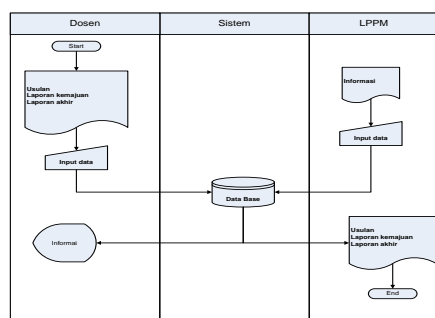 Dosen
Sistem
LPPM
Start
Usulan
Laporan kemajuan
Laporan akhir
Informasi
Input data
Input data
Data Base
Informai
Usulan
Laporan kemajuan
Laporan akhir
End